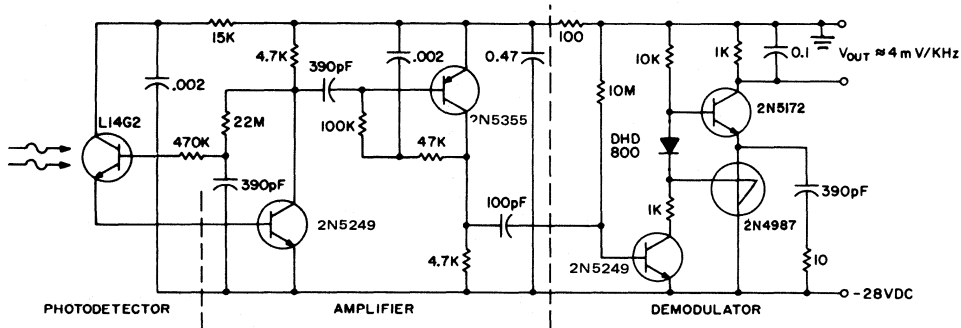 15K
100
4.7K
390pF
.002
0.47
10K
1K
0.1
VOUT ≈ 4 mV/KHz
.002
L14G2
22M
100K
2N5355
10M
2N5172
470K
47K
DHD
800
390pF
100pF
390pF
2N5249
1K
2N4987
4.7K
2N5249
10
-28VDC
PHOTODETECTOR
AMPLIFIER
DEMODULATOR